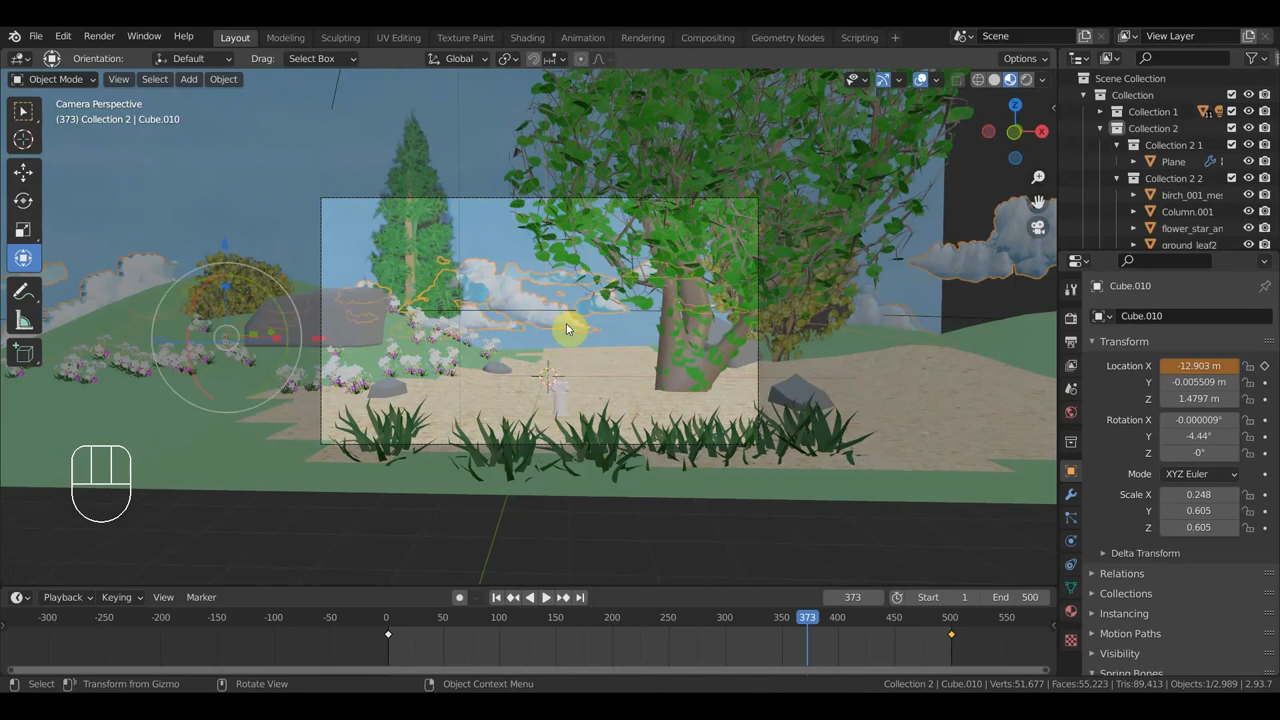 File Edit Render Window Help Layout Modeling Sculpting UV Editing Texture Paint Shading Animation Rendering Compositing Geometry Nodes Scripting + Scene View Layer
Orientation: Default Drag: Select Box Global Options
Object Mode View Select Add Object
Camera Perspective
(373) Collection 2 | Cube.010
Z
X
Scene Collection
Collection
Collection 1 11
Collection 2
Collection 2 1
Plane
Collection 2 2
birch_001_mes
Column.001
flower_star_an
ground_leaf2
Cube.010
Cube.010
Transform
Location X -12.903 m
Y -0.005509 m
Z 1.4797 m
Rotation X -0.000009°
Y -4.44°
Z -0°
Mode XYZ Euler
Scale X 0.248
Y 0.605
Z 0.605
Delta Transform
Relations
Collections
Instancing
Motion Paths
Visibility
Spring Bones
Playback Keying View Marker 373 Start 1 End 500
-300 -250 -200 -150 -100 -50 0 50 100 150 200 250 300 350 373 400 450 500 550
Select Transform from Gizmo Rotate View Object Context Menu Collection 2 | Cube.010 | Verts:51,677 | Faces:55,223 | Tris:89,413 | Objects:1/2,989 | 2.93.7